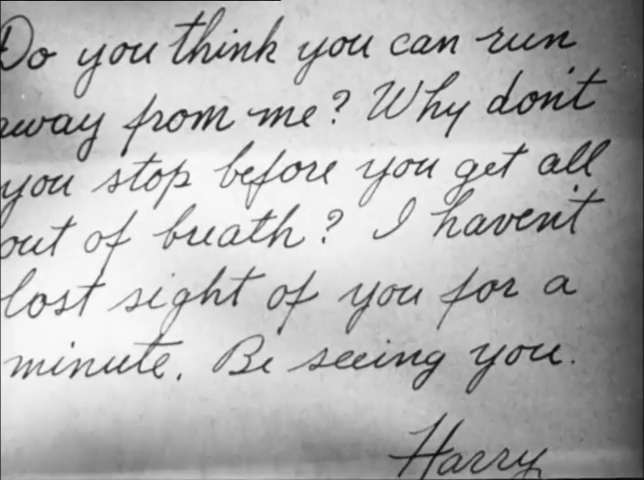 Do you think you can run
away from me? Why don't
you stop before you get all
out of breath? I haven't
lost sight of you for a
minute. Be seeing you.
Harry